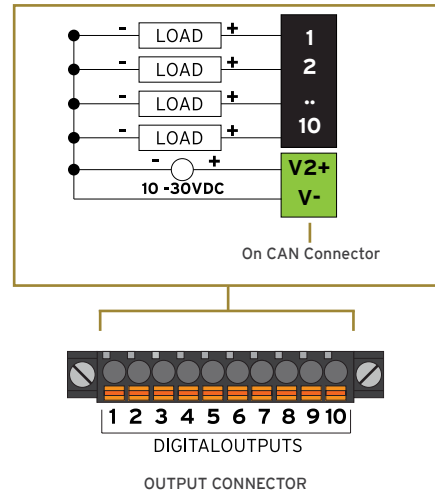 - LOAD + 1
- LOAD + 2
- LOAD + ..
- LOAD + 10
- + V2+
10 -30VDC V-
On CAN Connector
1 2 3 4 5 6 7 8 9 10
DIGITALOUTPUTS
OUTPUT CONNECTOR